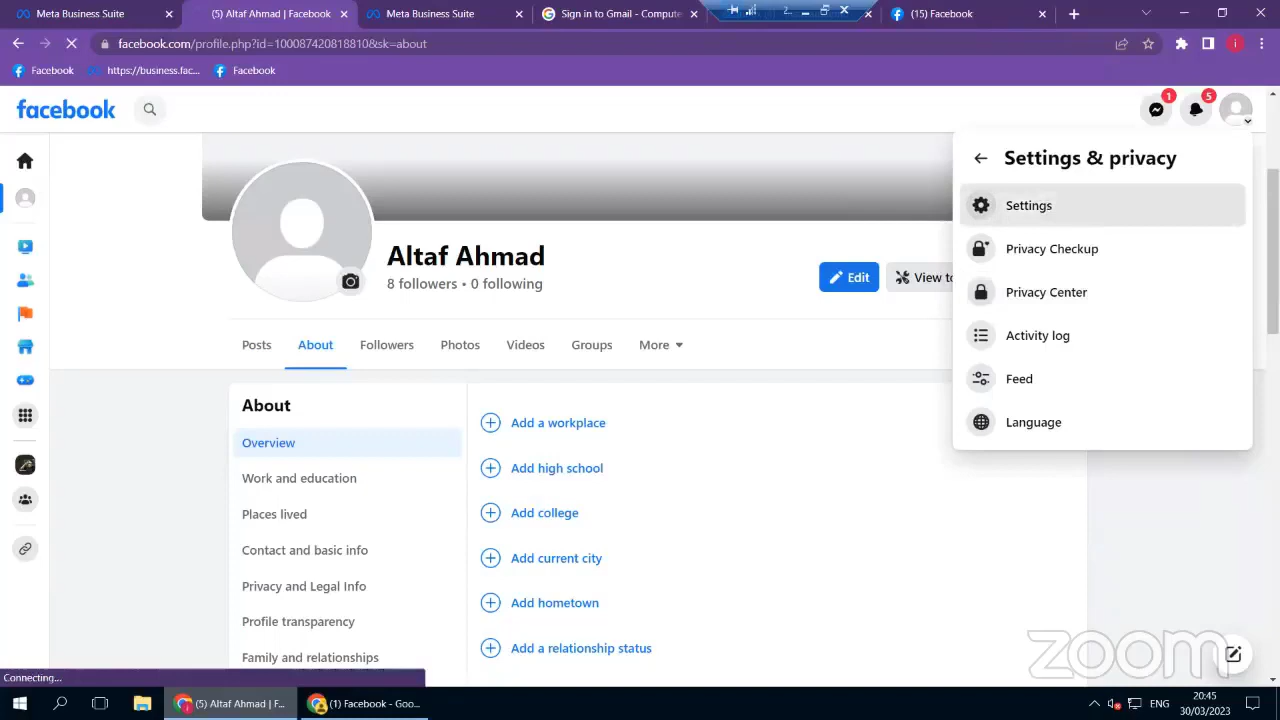 Meta Business Suite
(5) Altaf Ahmad | Facebook
Meta Business Suite
Sign in to Gmail - Compute
(15) Facebook
facebook.com/profile.php?id=100087420818810&sk=about
i
Facebook
https://business.fac...
Facebook
facebook
1
5
Settings & privacy
Settings
Privacy Checkup
Privacy Center
Activity log
Feed
Language
Altaf Ahmad
8 followers • 0 following
Edit
View to
Posts
About
Followers
Photos
Videos
Groups
More
About
Overview
Work and education
Places lived
Contact and basic info
Privacy and Legal Info
Profile transparency
Family and relationships
Add a workplace
Add high school
Add college
Add current city
Add hometown
Add a relationship status
zoom
Connecting...
(5) Altaf Ahmad | F...
(1) Facebook - Goo...
ENG
20:45
30/03/2023